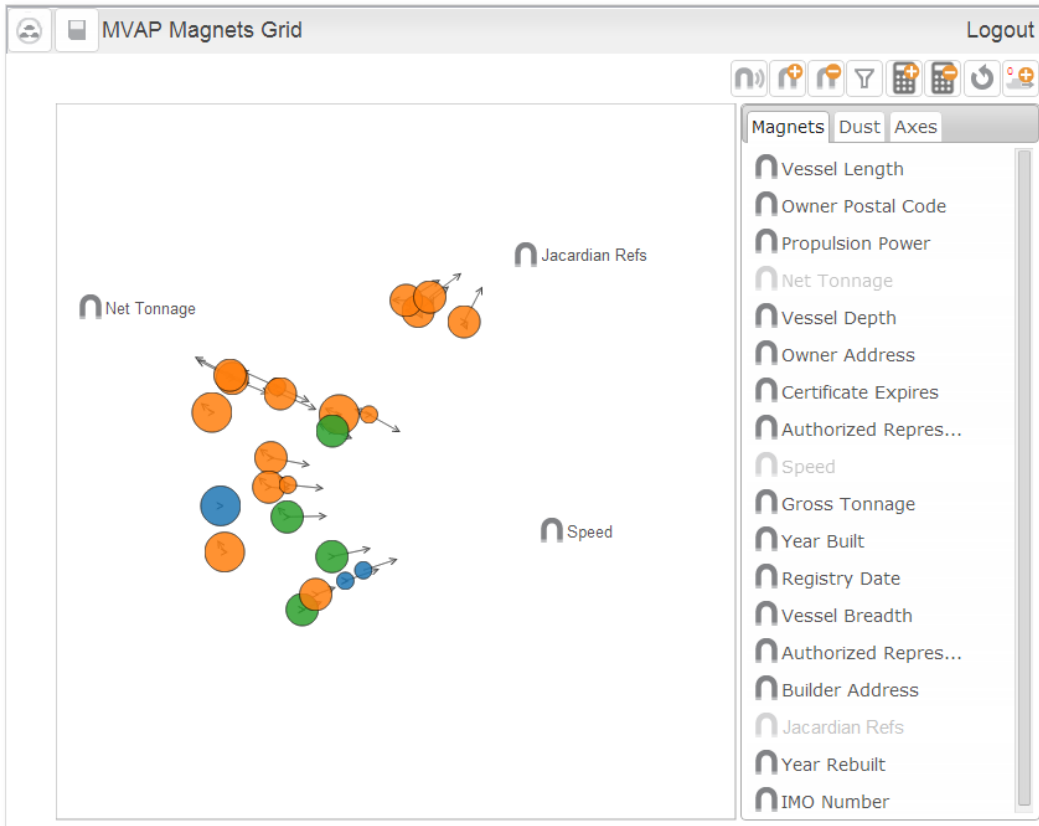 MVAP Magnets Grid
Logout
Magnets Dust Axes
Jacardian Refs
Net Tonnage
Speed
Vessel Length
Owner Postal Code
Propulsion Power
Net Tonnage
Vessel Depth
Owner Address
Certificate Expires
Authorized Repres...
Speed
Gross Tonnage
Year Built
Registry Date
Vessel Breadth
Authorized Repres...
Builder Address
Jacardian Refs
Year Rebuilt
IMO Number